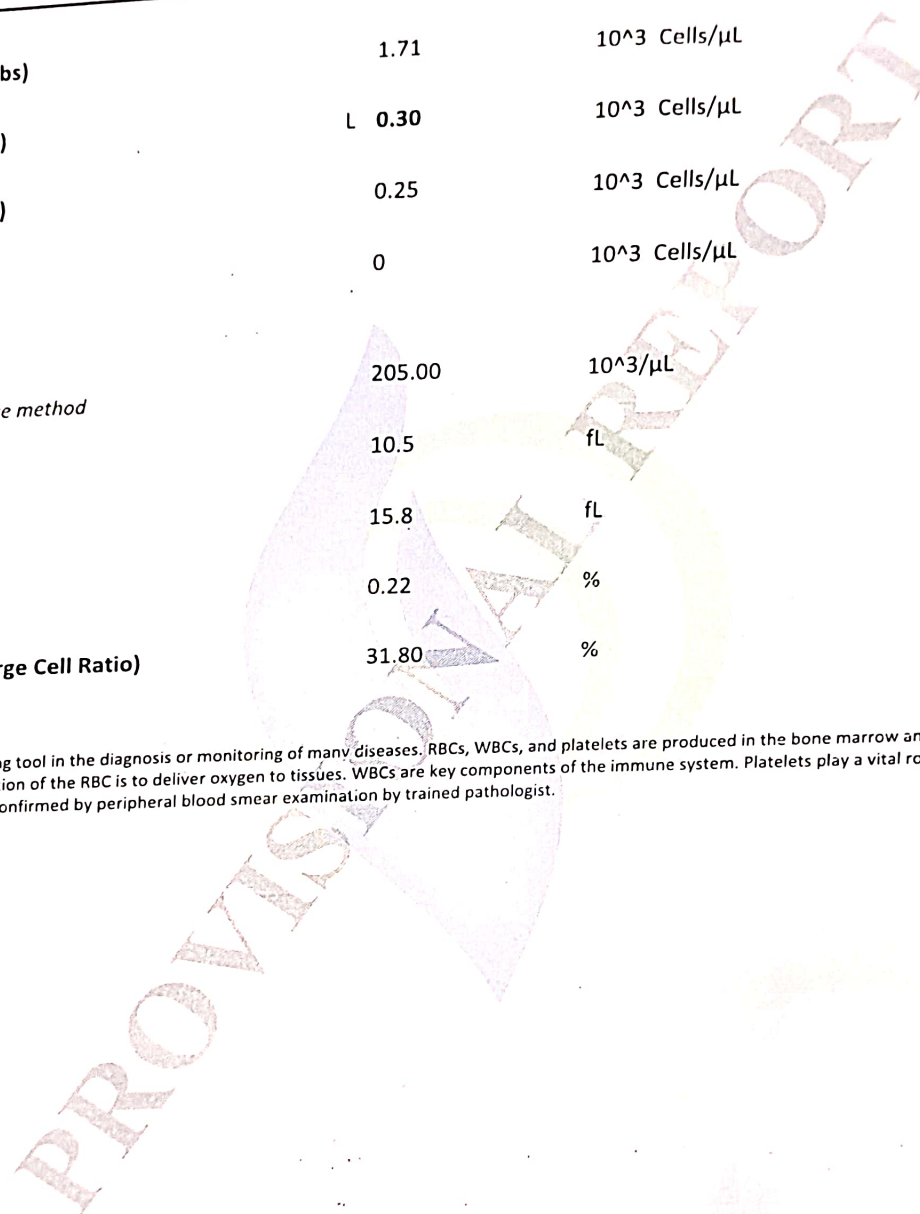 1.71 10^3 Cells/µL
bs)
L 0.30 10^3 Cells/µL
)
0.25 10^3 Cells/µL
)
0 10^3 Cells/µL
205.00 10^3/µL
e method
10.5 fL
15.8 fL
0.22 %
31.80 %
rge Cell Ratio)
g tool in the diagnosis or monitoring of many diseases. RBCs, WBCs, and platelets are produced in the bone marrow an
tion of the RBC is to deliver oxygen to tissues. WBCs are key components of the immune system. Platelets play a vital ro
onfirmed by peripheral blood smear examination by trained pathologist.
PROVISIONAL REPORT